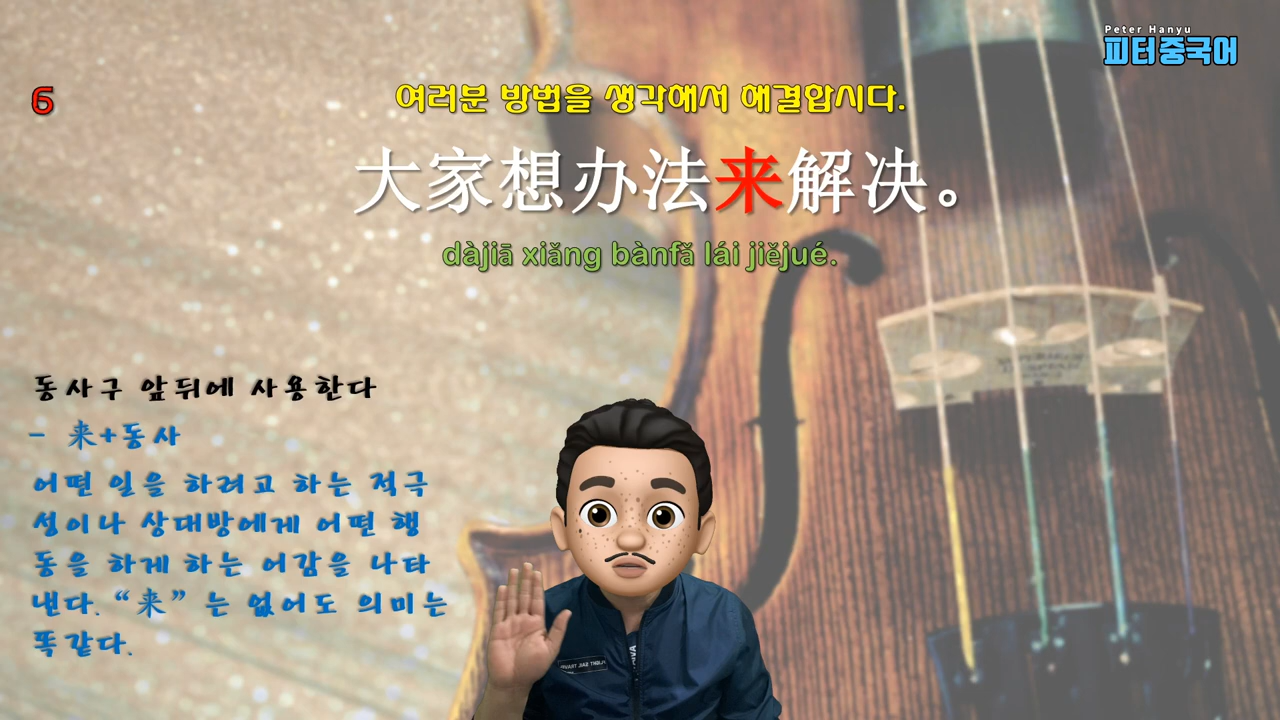 Peter Hanyu
피터중국어
6
여러분 방법을 생각해서 해결합시다.
大家想办法来解决。
dàjiā xiǎng bànfǎ lái jiějué.
동사구 앞뒤에 사용한다
- 来+동사
어떤 일을 하려고 하는 적극
성이나 상대방에게 어떤 행
동을 하게 하는 어감을 나타
낸다. “来” 는 없어도 의미는
똑같다.